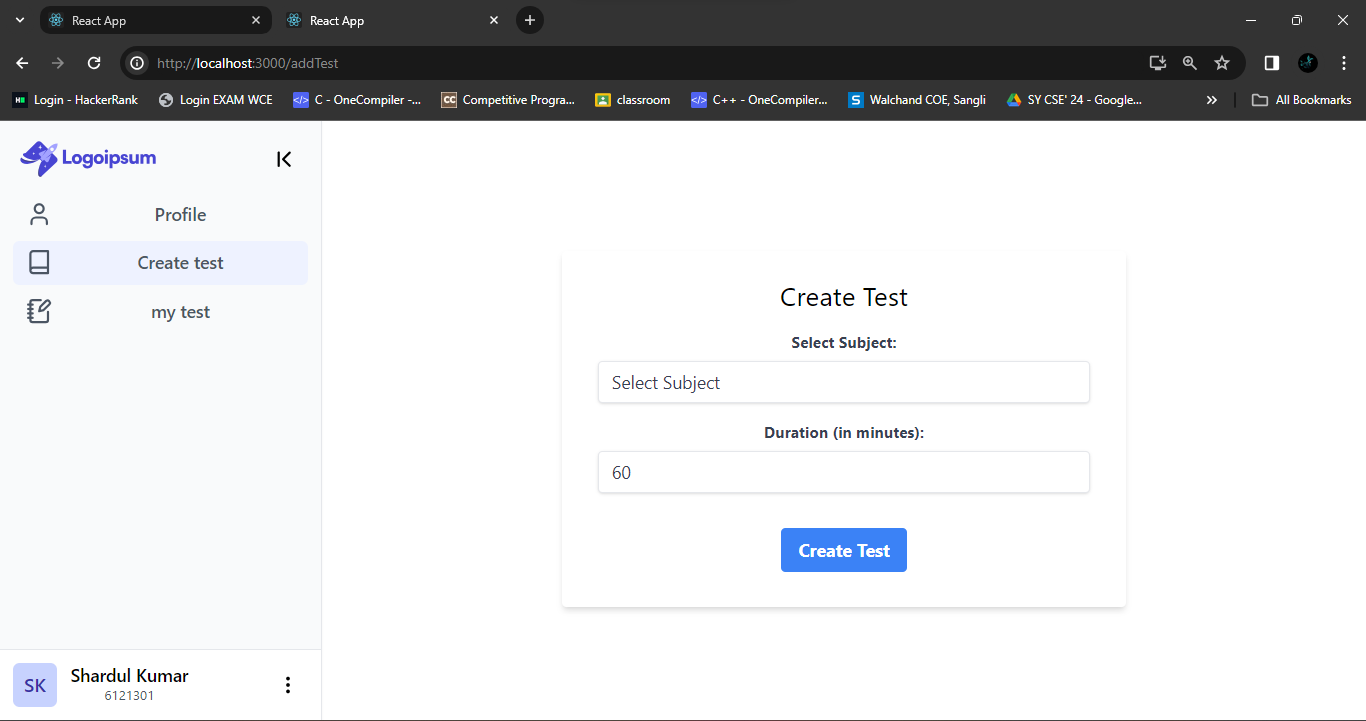 React App
React App
http://localhost:3000/addTest
Login - HackerRank
Login EXAM WCE
C - OneCompiler -...
CC
Competitive Progra...
classroom
C++ - OneCompiler...
S
Walchand COE, Sangli
SY CSE' 24 - Google...
All Bookmarks
Logoipsum
Profile
Create test
my test
Create Test
Select Subject:
Select Subject
Duration (in minutes):
60
Create Test
SK
Shardul Kumar
6121301